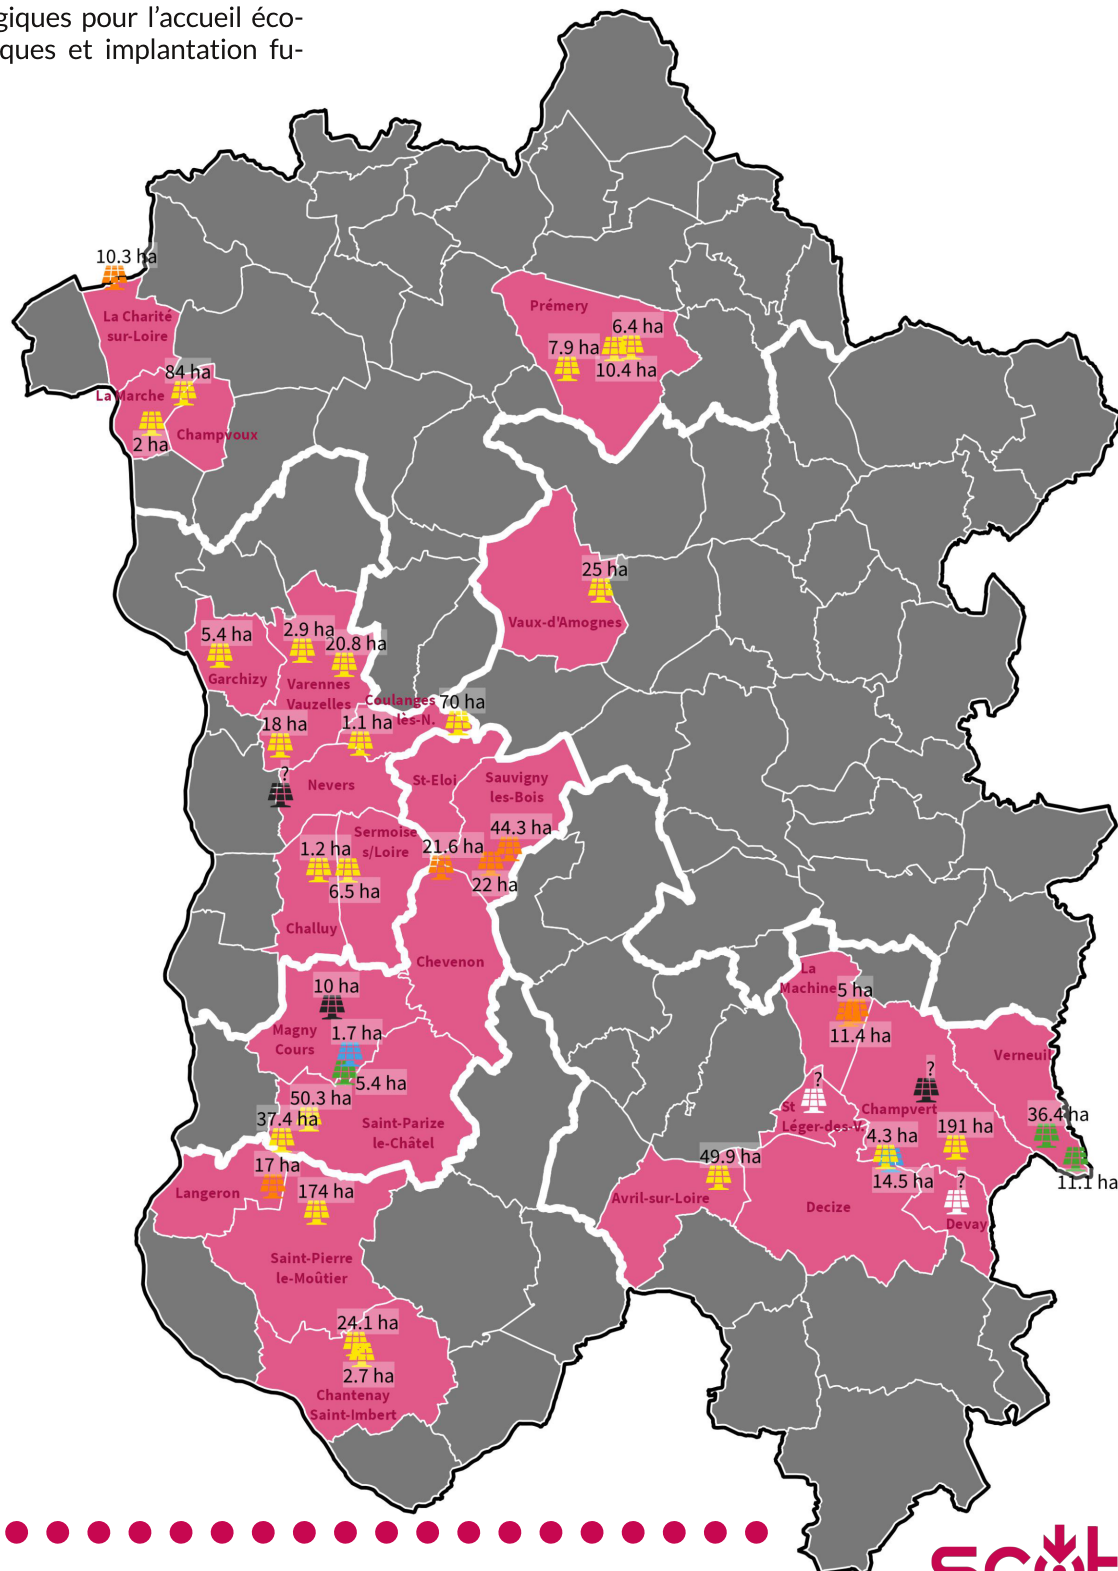 giques pour l’accueil éco-
ques et implantation fu-
10.3 ha
La Charité
sur-Loire
84 ha
La Marche
2 ha
Champvoux
Prémery
6.4 ha
7.9 ha
10.4 ha
25 ha
Vaux-d'Amognes
5.4 ha
2.9 ha
20.8 ha
Garchizy
Varennes
Vauzelles
Coulanges
lès-N.
70 ha
18 ha
1.1 ha
?
Nevers
St-Eloi
Sauvigny
les-Bois
Sermoise
s/Loire
1.2 ha
6.5 ha
21.6 ha
44.3 ha
22 ha
Challuy
Chevenon
10 ha
Magny
Cours
1.7 ha
5.4 ha
50.3 ha
37.4 ha
Saint-Parize
le-Châtel
17 ha
Langeron
174 ha
Saint-Pierre
le-Moûtier
24.1 ha
2.7 ha
Chantenay
Saint-Imbert
La
Machine
5 ha
11.4 ha
Verneuil
?
St
Léger-des-V.
?
Champvert
36.4 ha
11.1 ha
191 ha
4.3 ha
14.5 ha
49.9 ha
Avril-sur-Loire
Decize
?
Devay
scot